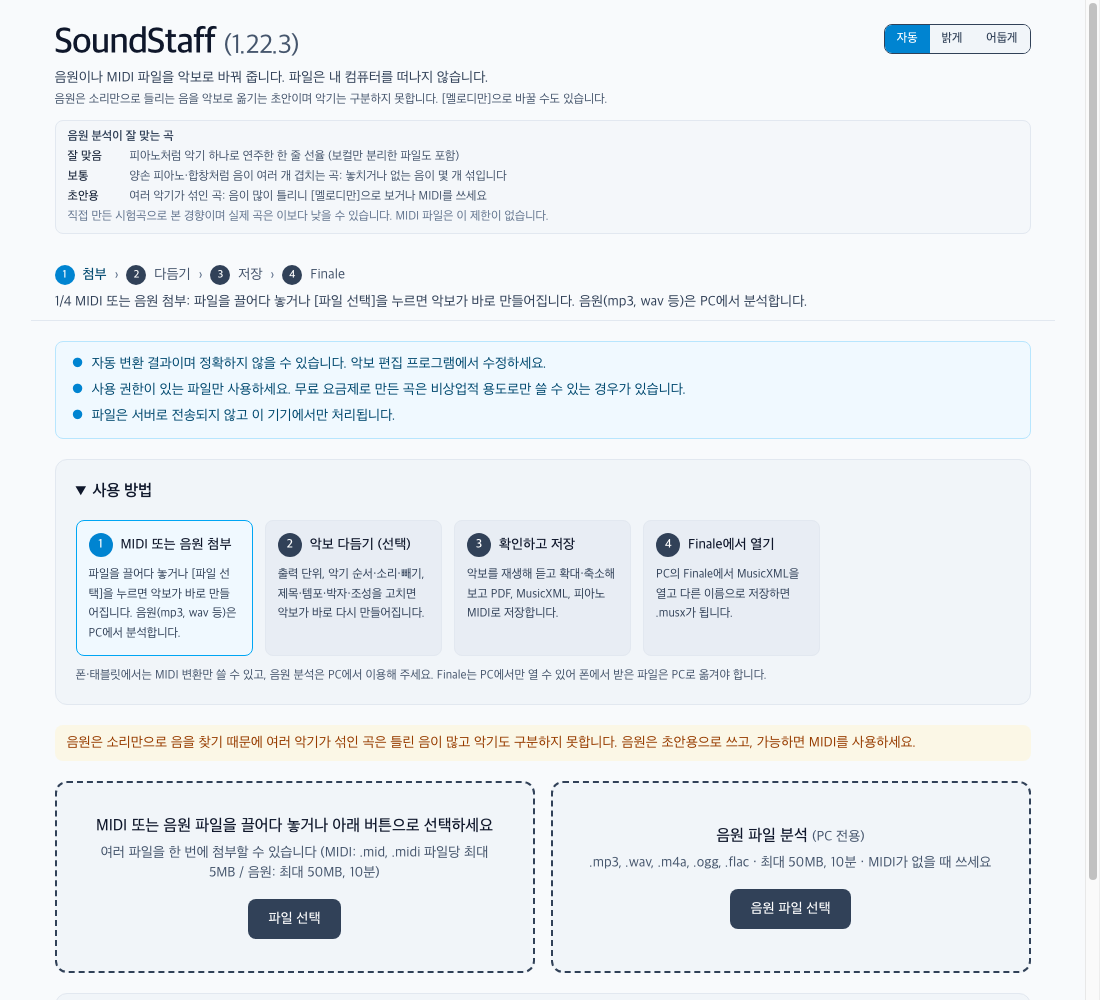 SoundStaff (1.22.3)
자동 밝게 어둡게
음원이나 MIDI 파일을 악보로 바꿔 줍니다. 파일은 내 컴퓨터를 떠나지 않습니다.
음원은 소리만으로 들리는 음을 악보로 옮기는 초안이며 악기는 구분하지 못합니다. [멜로디만]으로 바꿀 수도 있습니다.
음원 분석이 잘 맞는 곡
잘 맞음 피아노처럼 악기 하나로 연주한 한 줄 선율 (보컬만 분리한 파일도 포함)
보통 양손 피아노·합창처럼 음이 여러 개 겹치는 곡: 놓치거나 없는 음이 몇 개 섞입니다
초안용 여러 악기가 섞인 곡: 음이 많이 틀리니 [멜로디만]으로 보거나 MIDI를 쓰세요
직접 만든 시험곡으로 본 경향이며 실제 곡은 이보다 낮을 수 있습니다. MIDI 파일은 이 제한이 없습니다.
1 첨부 › 2 다듬기 › 3 저장 › 4 Finale
1/4 MIDI 또는 음원 첨부: 파일을 끌어다 놓거나 [파일 선택]을 누르면 악보가 바로 만들어집니다. 음원(mp3, wav 등)은 PC에서 분석합니다.
● 자동 변환 결과이며 정확하지 않을 수 있습니다. 악보 편집 프로그램에서 수정하세요.
● 사용 권한이 있는 파일만 사용하세요. 무료 요금제로 만든 곡은 비상업적 용도로만 쓸 수 있는 경우가 있습니다.
● 파일은 서버로 전송되지 않고 이 기기에서만 처리됩니다.
▼ 사용 방법
1 MIDI 또는 음원 첨부
파일을 끌어다 놓거나 [파일 선
택]을 누르면 악보가 바로 만들
어집니다. 음원(mp3, wav 등)은
PC에서 분석합니다.
2 악보 다듬기 (선택)
출력 단위, 악기 순서·소리·빼기,
제목·템포·박자·조성을 고치면
악보가 바로 다시 만들어집니다.
3 확인하고 저장
악보를 재생해 듣고 확대·축소해
보고 PDF, MusicXML, 피아노
MIDI로 저장합니다.
4 Finale에서 열기
PC의 Finale에서 MusicXML을
열고 다른 이름으로 저장하면
.musx가 됩니다.
폰·태블릿에서는 MIDI 변환만 쓸 수 있고, 음원 분석은 PC에서 이용해 주세요. Finale는 PC에서만 열 수 있어 폰에서 받은 파일은 PC로 옮겨야 합니다.
음원은 소리만으로 음을 찾기 때문에 여러 악기가 섞인 곡은 틀린 음이 많고 악기도 구분하지 못합니다. 음원은 초안용으로 쓰고, 가능하면 MIDI를 사용하세요.
MIDI 또는 음원 파일을 끌어다 놓거나 아래 버튼으로 선택하세요
여러 파일을 한 번에 첨부할 수 있습니다 (MIDI: .mid, .midi 파일당 최대
5MB / 음원: 최대 50MB, 10분)
파일 선택
음원 파일 분석 (PC 전용)
.mp3, .wav, .m4a, .ogg, .flac · 최대 50MB, 10분 · MIDI가 없을 때 쓰세요
음원 파일 선택